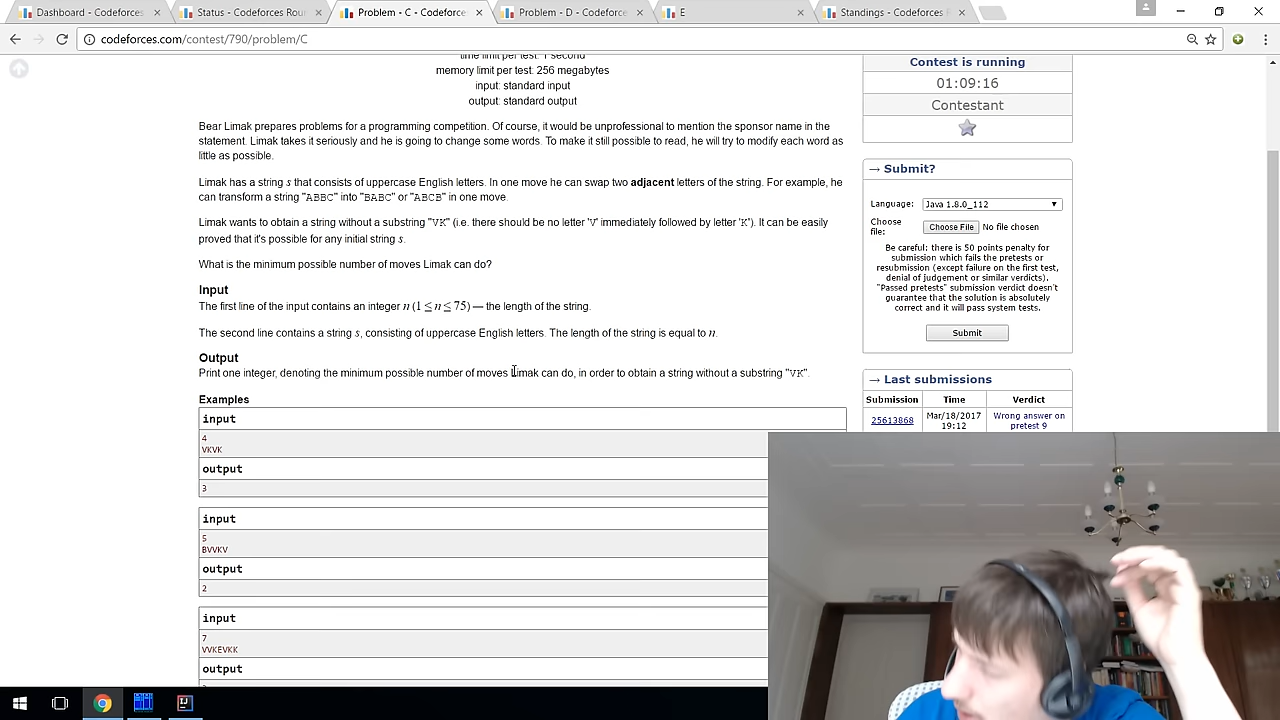 Dashboard - Codeforces
Status - Codeforces Roun
Problem - C - Codeforce
Problem - D - Codeforce
E
Standings - Codeforces
codeforces.com/contest/790/problem/C
time limit per test: 1 second
memory limit per test: 256 megabytes
input: standard input
output: standard output
Bear Limak prepares problems for a programming competition. Of course, it would be unprofessional to mention the sponsor name in the
statement. Limak takes it seriously and he is going to change some words. To make it still possible to read, he will try to modify each word as
little as possible.
Limak has a string s that consists of uppercase English letters. In one move he can swap two adjacent letters of the string. For example, he
can transform a string "ABBC" into "BABC" or "ABCB" in one move.
Limak wants to obtain a string without a substring "VK" (i.e. there should be no letter 'V' immediately followed by letter 'K'). It can be easily
proved that it's possible for any initial string s.
What is the minimum possible number of moves Limak can do?
Input
The first line of the input contains an integer n (1 ≤ n ≤ 75) — the length of the string.
The second line contains a string s, consisting of uppercase English letters. The length of the string is equal to n.
Output
Print one integer, denoting the minimum possible number of moves Limak can do, in order to obtain a string without a substring "VK".
Examples
input
4
VKVK
output
3
input
5
BVVKV
output
2
input
7
VVKEVKK
output
Contest is running
01:09:16
Contestant
→ Submit?
Language: Java 1.8.0_112
Choose file: Choose File No file chosen
Be careful: there is 50 points penalty for
submission which fails the pretests or
resubmission (except failure on the first test,
denial of judgement or similar verdicts).
"Passed pretests" submission verdict doesn't
guarantee that the solution is absolutely
correct and it will pass system tests.
Submit
→ Last submissions
Submission Time Verdict
25613868 Mar/18/2017 19:12 Wrong answer on pretest 9